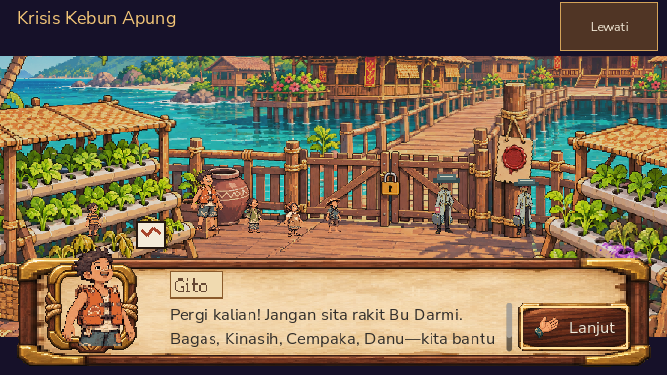 Krisis Kebun Apung
Lewati
Gito
Pergi kalian! Jangan sita rakit Bu Darmi.
Bagas, Kinasih, Cempaka, Danu—kita bantu
Lanjut